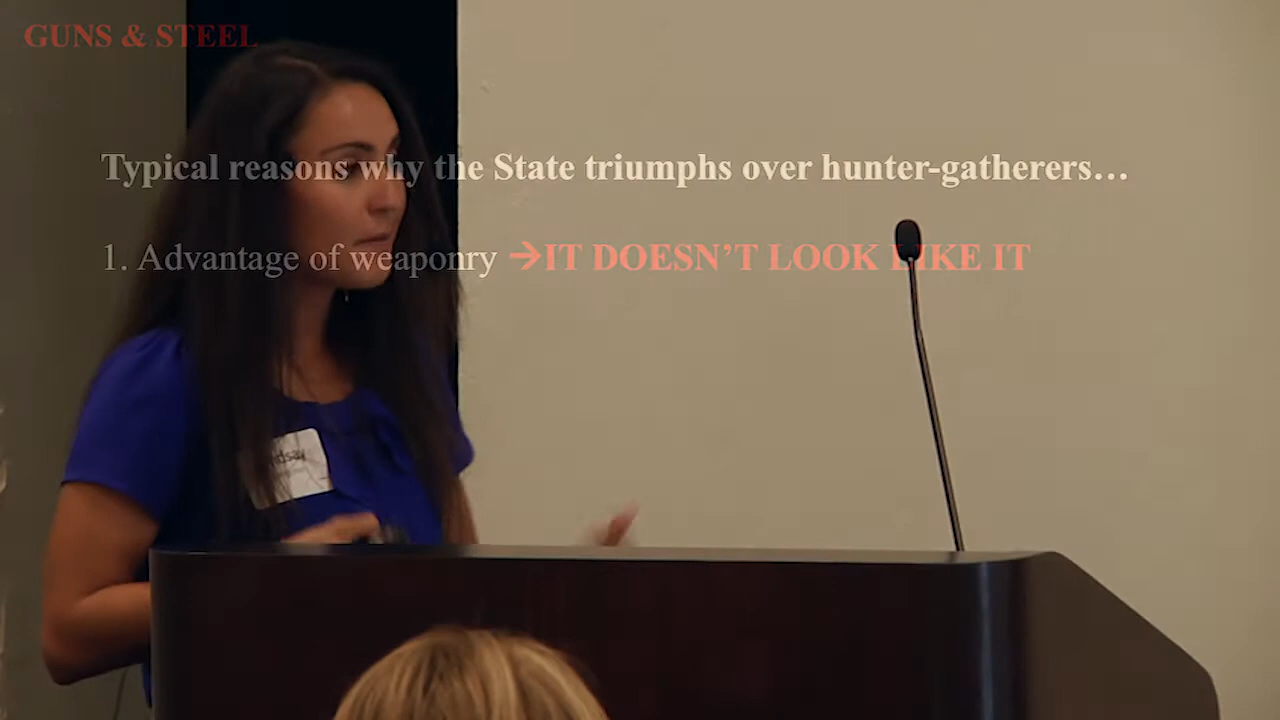 GUNS & STEEL
Typical reasons why the State triumphs over hunter-gatherers…
1. Advantage of weaponry →IT DOESN'T LOOK LIKE IT